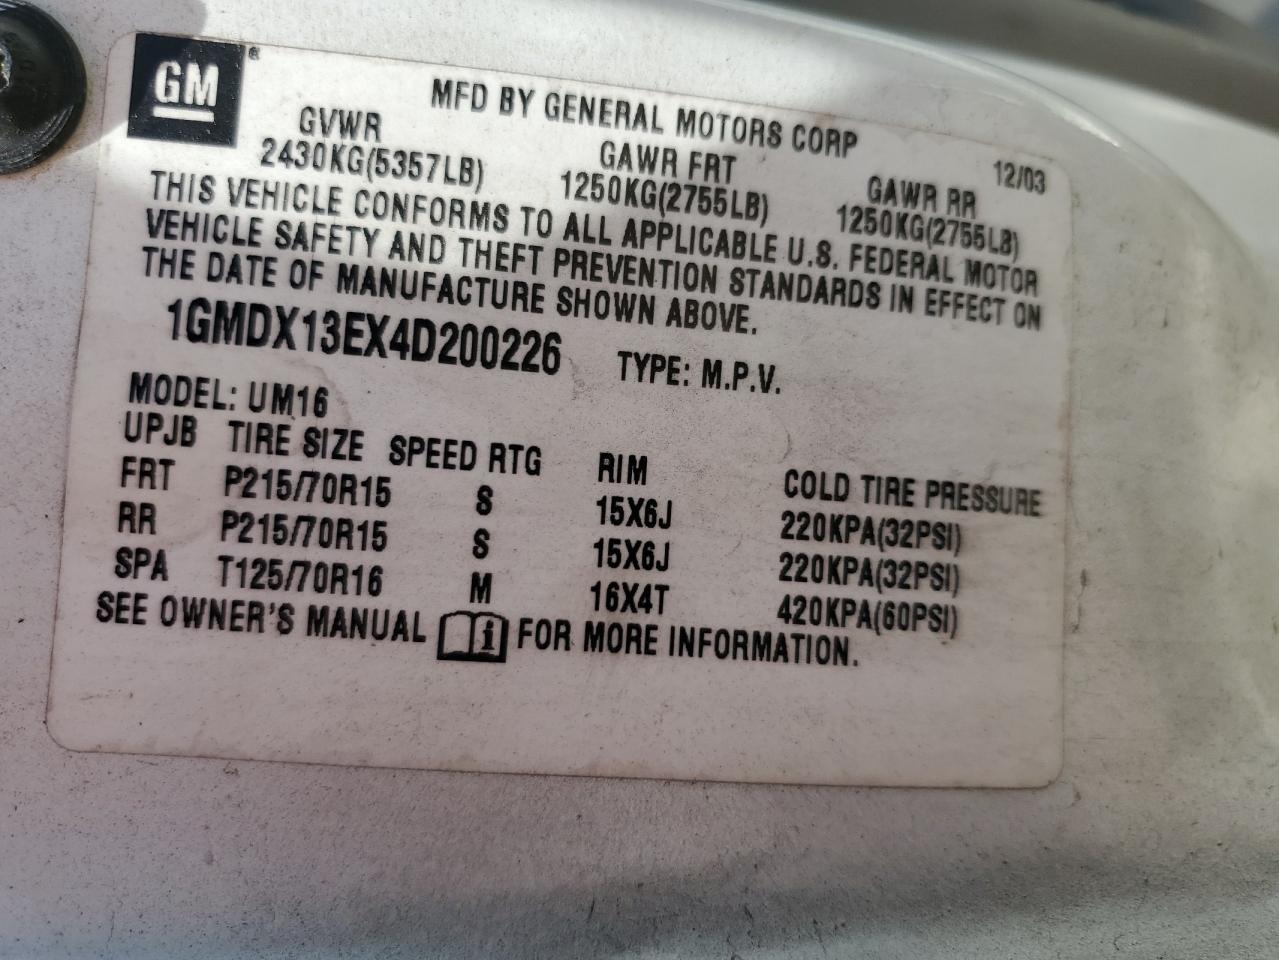 GM ®
MFD BY GENERAL MOTORS CORP
12/03
GVWR GAWR FRT GAWR RR
2430KG(5357LB) 1250KG(2755LB) 1250KG(2755LB)
THIS VEHICLE CONFORMS TO ALL APPLICABLE U.S. FEDERAL MOTOR
VEHICLE SAFETY AND THEFT PREVENTION STANDARDS IN EFFECT ON
THE DATE OF MANUFACTURE SHOWN ABOVE.
1GMDX13EX4D200226 TYPE: M.P.V.
MODEL: UM16
UPJB TIRE SIZE SPEED RTG RIM COLD TIRE PRESSURE
FRT P215/70R15 S 15X6J 220KPA(32PSI)
RR P215/70R15 S 15X6J 220KPA(32PSI)
SPA T125/70R16 M 16X4T 420KPA(60PSI)
SEE OWNER'S MANUAL i FOR MORE INFORMATION.